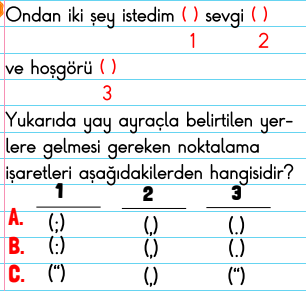 Ondan iki şey istedim ( ) sevgi ( )
1 2
ve hoşgörü ( )
3
Yukarıda yay ayraçla belirtilen yer-
lere gelmesi gereken noktalama
işaretleri aşağıdakilerden hangisidir?
1 2 3
A. (;) (,) (.)
B. (:) (,) (.)
C. (“) (,) (“)